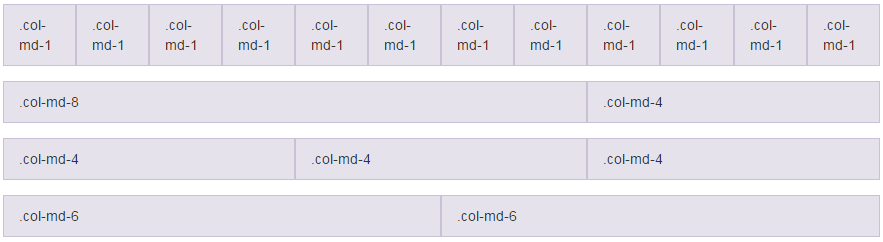 .col- .col- .col- .col- .col- .col- .col- .col- .col- .col- .col- .col-
md-1 md-1 md-1 md-1 md-1 md-1 md-1 md-1 md-1 md-1 md-1 md-1
.col-md-8 .col-md-4
.col-md-4 .col-md-4 .col-md-4
.col-md-6 .col-md-6